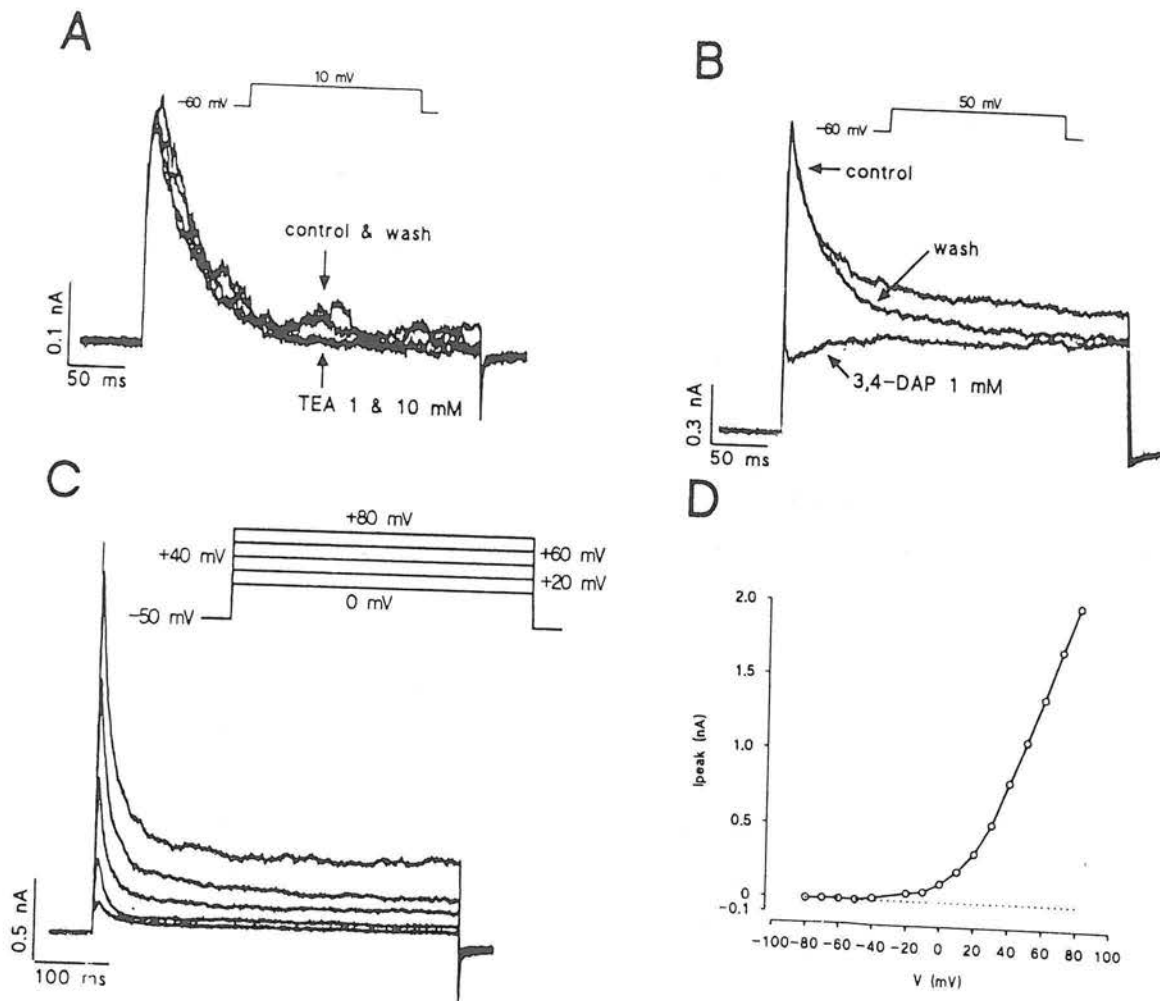 A
10 mV
-60 mV
control & wash
0.1 nA
50 ms
TEA 1 & 10 mM
B
50 mV
-60 mV
control
wash
3,4-DAP 1 mM
0.3 nA
50 ms
C
+80 mV
+40 mV
+60 mV
+20 mV
0 mV
-50 mV
0.5 nA
100 ms
D
2.0
1.5
1.0
0.5
0
-0.1
Ipeak (nA)
-100 -80 -60 -40 -20 0 20 40 60 80 100
V (mV)